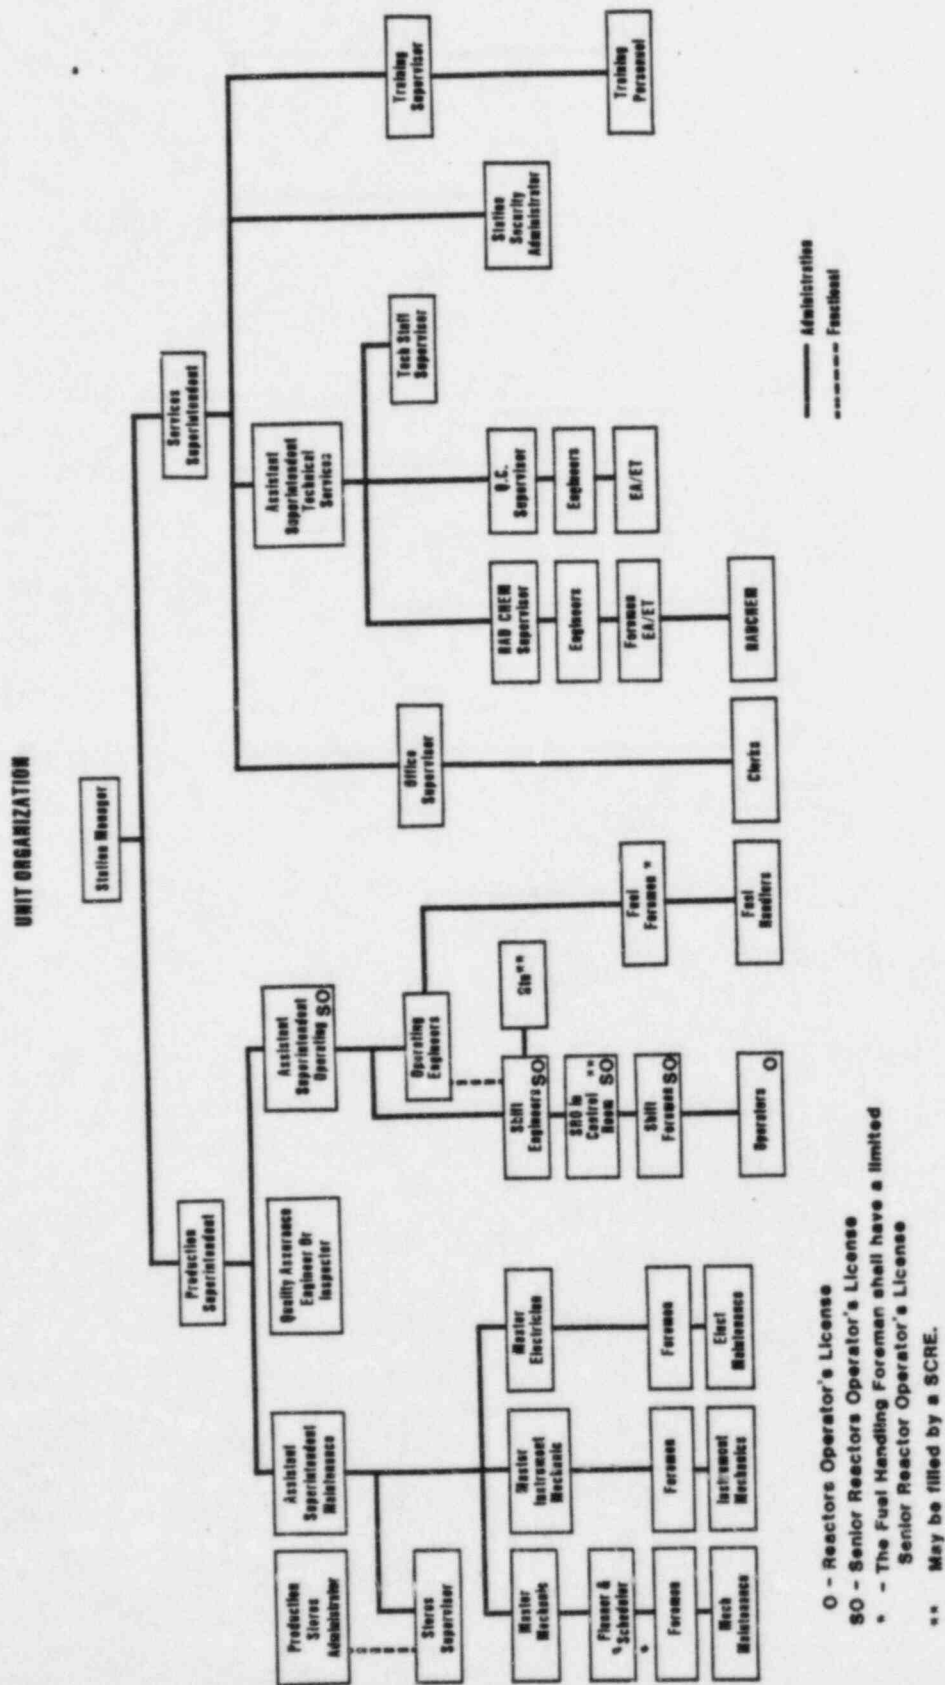 UNIT ORGANIZATION
Station Manager
Production
Superintendent
Services
Superintendent
Production
Stores
Administrator
Assistant
Superintendent
Maintenance
Quality Assurance
Engineer Or
Inspector
Assistant
Superintendent
Operating SO
Assistant
Superintendent
Technical
Services
Stores
Supervisor
Operating
Engineers
Office
Supervisor
Tech Staff
Supervisor
Training
Supervisor
Master
Mechanic
Master
Instrument
Mechanic
Master
Electrician
Shift
Engineers SO
**
RAD CHEM
Supervisor
Q.C.
Supervisor
Station
Security
Administrator
Planer &
Scheduler
SRO In
Control **
Room SO
Engineers
Engineers
Foremen
Foremen
Foremen
Shift
Foremen SO
Fuel
Foremen *
Foremen
EA/ET
EA/ET
Training
Personnel
Mech
Maintenance
Instrument
Mechanics
Elect
Maintenance
Operators
O
Fuel
Handlers
Clerks
RADCHEM
Administration
Functional
O - Reactors Operator's License
SO - Senior Reactors Operator's License
* - The Fuel Handling Foreman shall have a limited
Senior Reactor Operator's License
** May be filled by a SCRE.